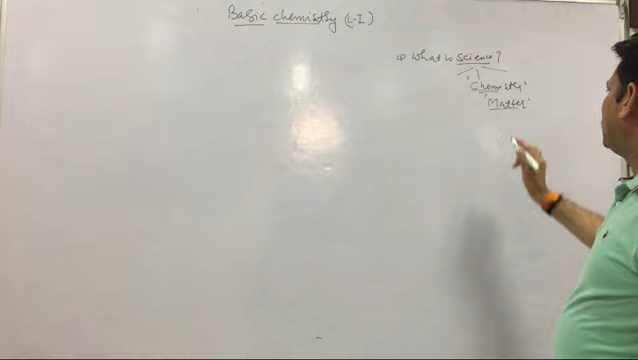 Basic chemistry (L-I)
What is science?
'Chemistry'
'Matter'